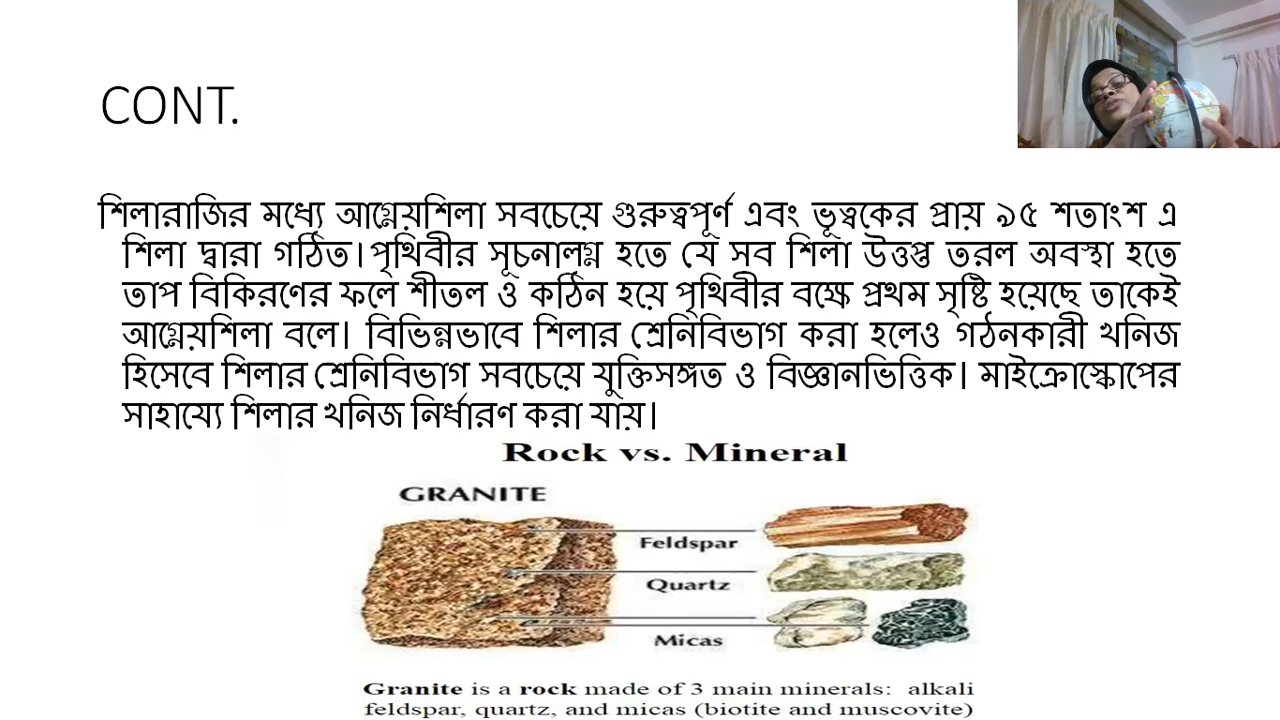 CONT.
শিলারাজির মধ্যে আগ্নেয়শিলা সবচেয়ে গুরুত্বপূর্ণ এবং ভূত্বকের প্রায় ৯৫ শতাংশ এ
শিলা দ্বারা গঠিত। পৃথিবীর সূচনালগ্ন হতে যে সব শিলা উত্তপ্ত তরল অবস্থা হতে
তাপ বিকিরণের ফলে শীতল ও কঠিন হয়ে পৃথিবীর বক্ষে প্রথম সৃষ্টি হয়েছে তাকেই
আগ্নেয়শিলা বলে। বিভিন্নভাবে শিলার শ্রেনিবিভাগ করা হলেও গঠনকারী খনিজ
হিসেবে শিলার শ্রেনিবিভাগ সবচেয়ে যুক্তিসঙ্গত ও বিজ্ঞানভিত্তিক। মাইক্রোস্কোপের
সাহায্যে শিলার খনিজ নির্ধারণ করা যায়।
Rock vs. Mineral
GRANITE
Feldspar
Quartz
Micas
Granite is a rock made of 3 main minerals: alkali
feldspar, quartz, and micas (biotite and muscovite)